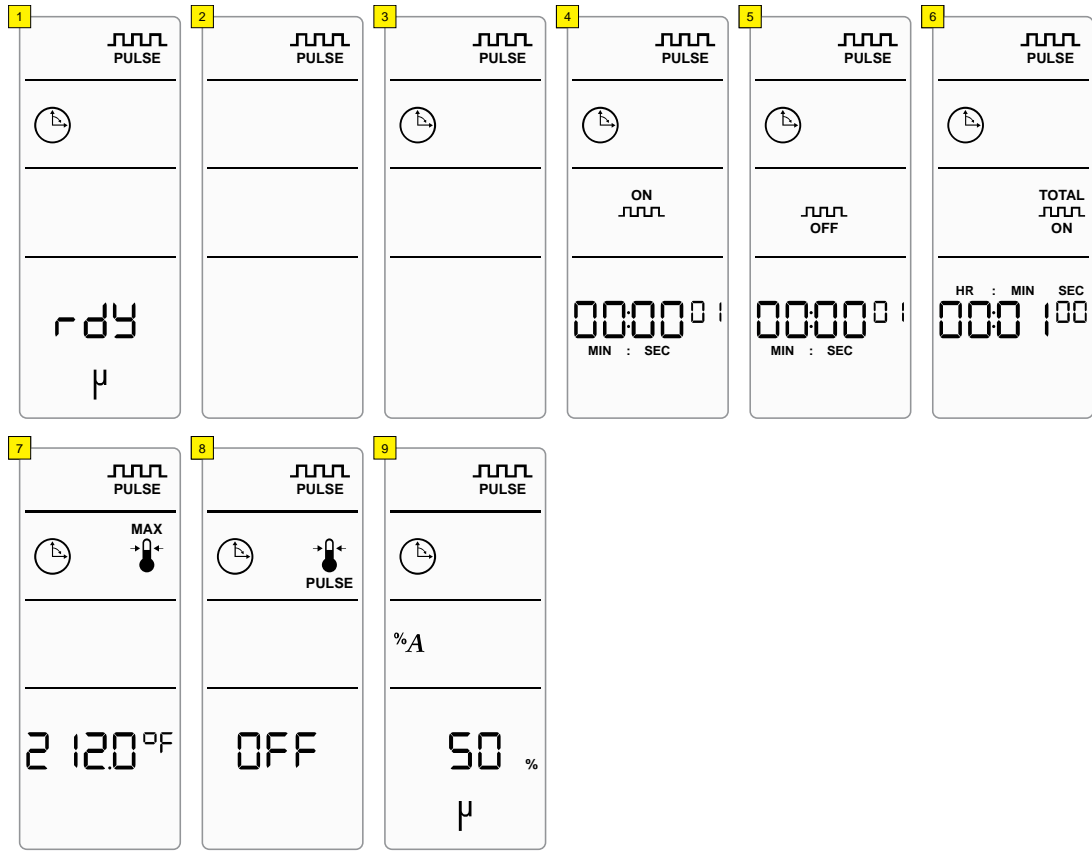 1
PULSE
rdY
µ
2
PULSE
3
PULSE
4
PULSE
ON
00:00 01
MIN : SEC
5
PULSE
OFF
00:00 01
MIN : SEC
6
PULSE
TOTAL
ON
HR : MIN SEC
00:01 00
7
PULSE
MAX
212.0°F
8
PULSE
PULSE
OFF
9
PULSE
%A
50 %
µ